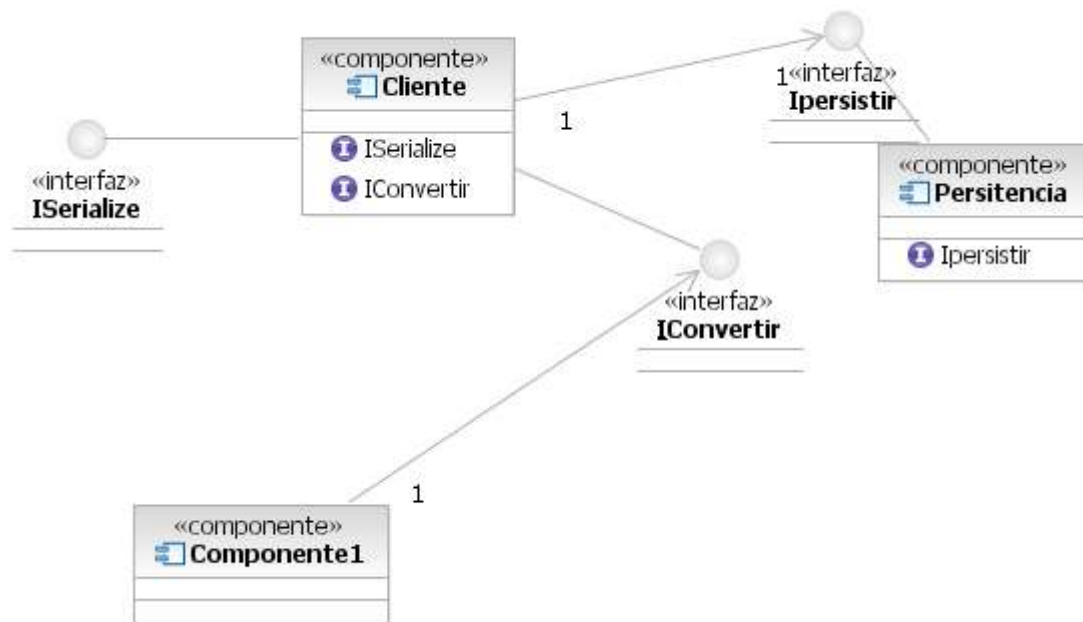 «componente»
Cliente
ISerialize
IConvertir
«interfaz»
ISerialize
1
1
«interfaz»
Ipersistir
«componente»
Persitencia
Ipersistir
«interfaz»
IConvertir
1
«componente»
Componente1